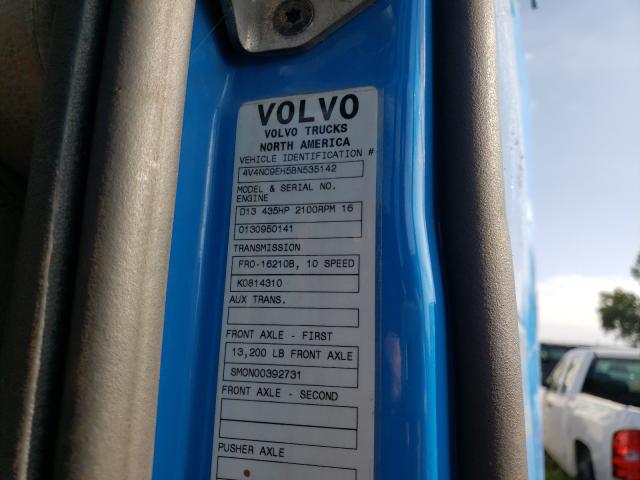 VOLVO
VOLVO TRUCKS
NORTH AMERICA
VEHICLE IDENTIFICATION #
4V4NC9EH5BN535142
MODEL & SERIAL NO.
ENGINE
D13 435HP 2100RPM 16
0130950141
TRANSMISSION
FRO-16210B, 10 SPEED
K0814310
AUX TRANS.
FRONT AXLE - FIRST
13,200 LB FRONT AXLE
SMON00392731
FRONT AXLE - SECOND
PUSHER AXLE